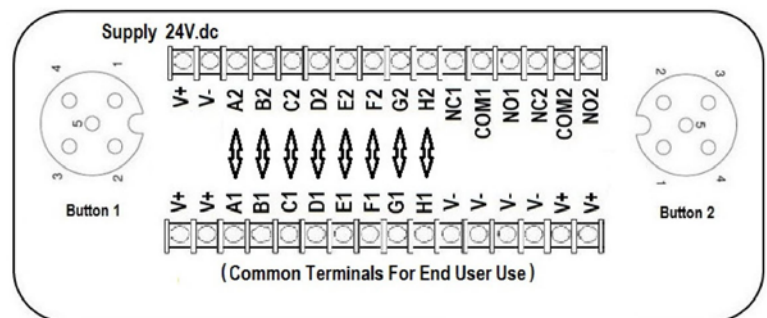 Supply 24V.dc
V+ V- A2 B2 C2 D2 E2 F2 G2 H2 NC1 COM1 NO1 NC2 COM2 NO2
4 1
5
3 2
Button 1
2 3
5
1 4
Button 2
V+ V+ A1 B1 C1 D1 E1 F1 G1 H1 V- V- V- V- V+ V+
(Common Terminals For End User Use)